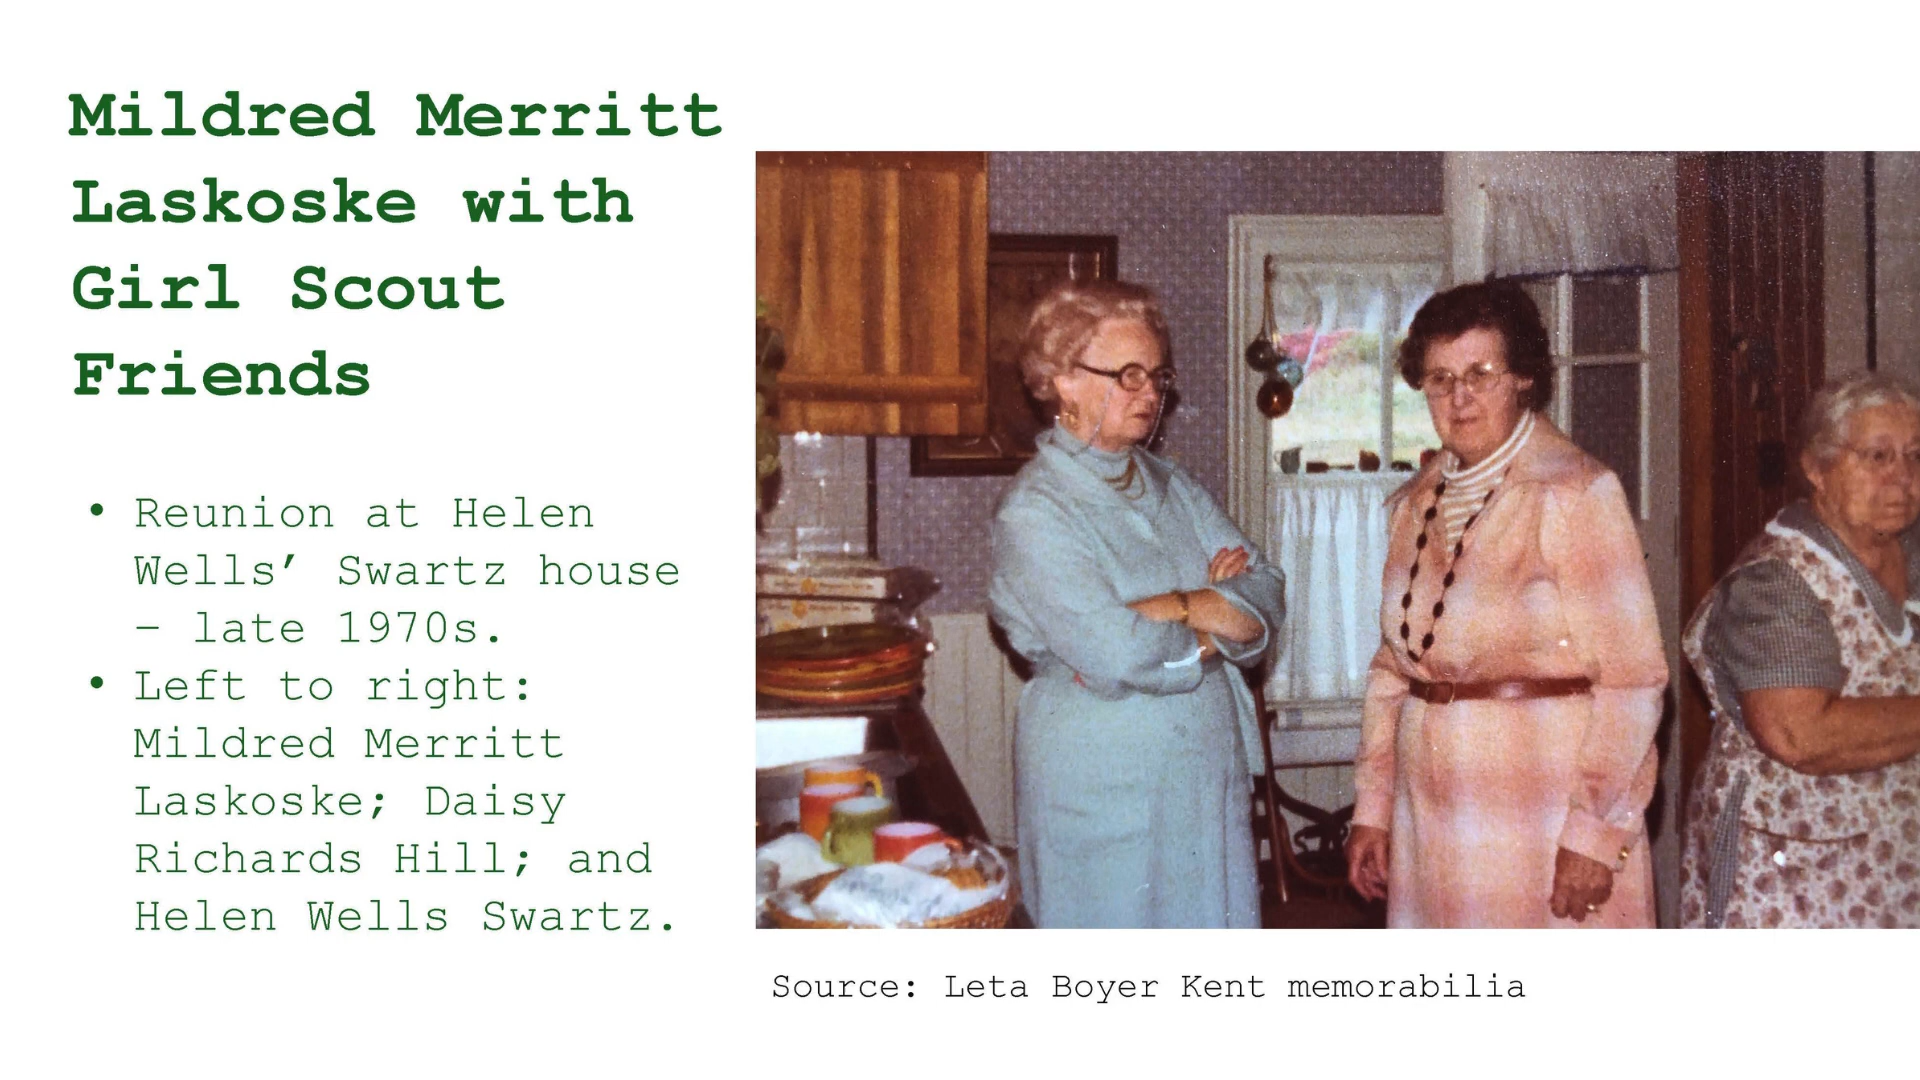 Mildred Merritt
Laskoske with
Girl Scout
Friends
• Reunion at Helen
Wells’ Swartz house
– late 1970s.
• Left to right:
Mildred Merritt
Laskoske; Daisy
Richards Hill; and
Helen Wells Swartz.
Source: Leta Boyer Kent memorabilia